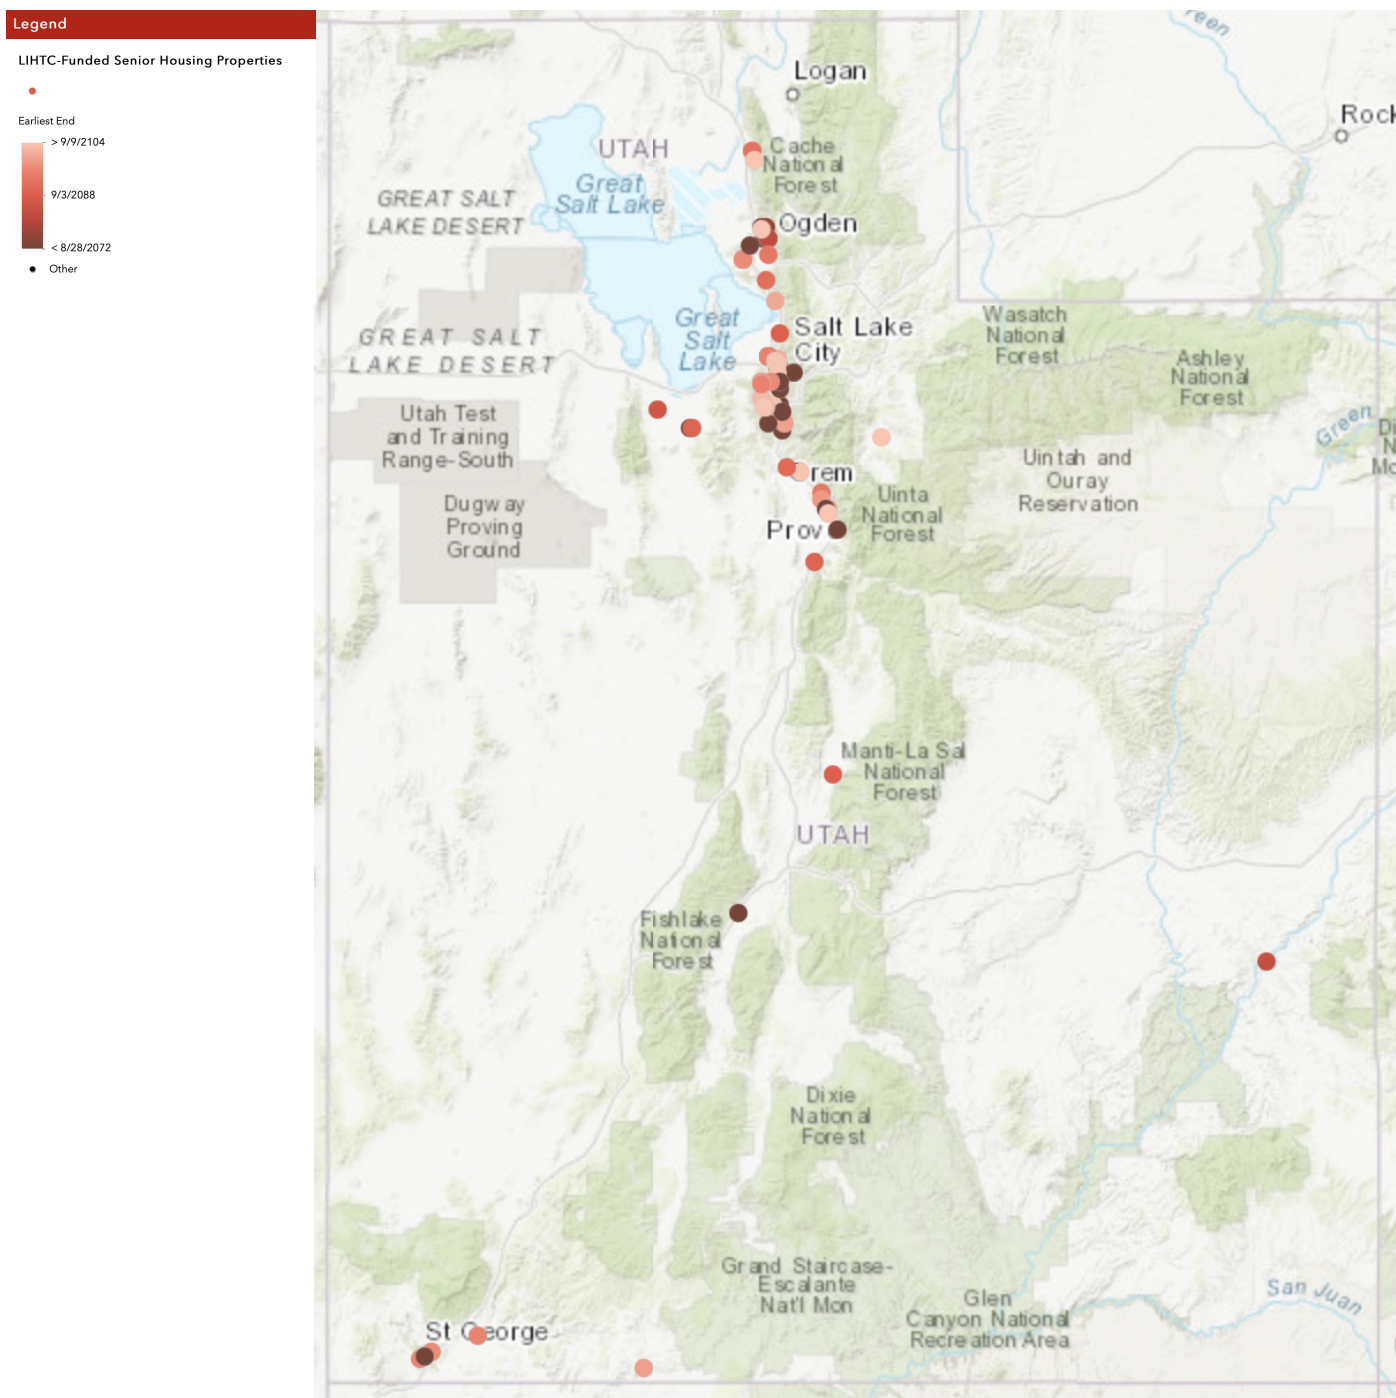 Legend
LIHTC-Funded Senior Housing Properties
Earliest End
> 9/9/2104
9/3/2088
< 8/28/2072
Other
Logan
Rock
UTAH
Cache
National
Forest
Great
Salt Lake
GREAT SALT
LAKE DESERT
Ogden
Great
Salt
Lake
Salt Lake
City
Wasatch
National
Forest
GREAT SALT
LAKE DESERT
Ashley
National
Forest
Utah Test
and Training
Range-South
Green
Di
N
Mo
Uintah and
Ouray
Reservation
rem
Dugway
Proving
Ground
Uinta
National
Forest
Prov
Manti-La Sal
National
Forest
UTAH
Fishlake
National
Forest
Dixie
National
Forest
Grand Staircase-
Escalante
Nat'l Mon
Glen
Canyon National
Recreation Area
San Juan
St George